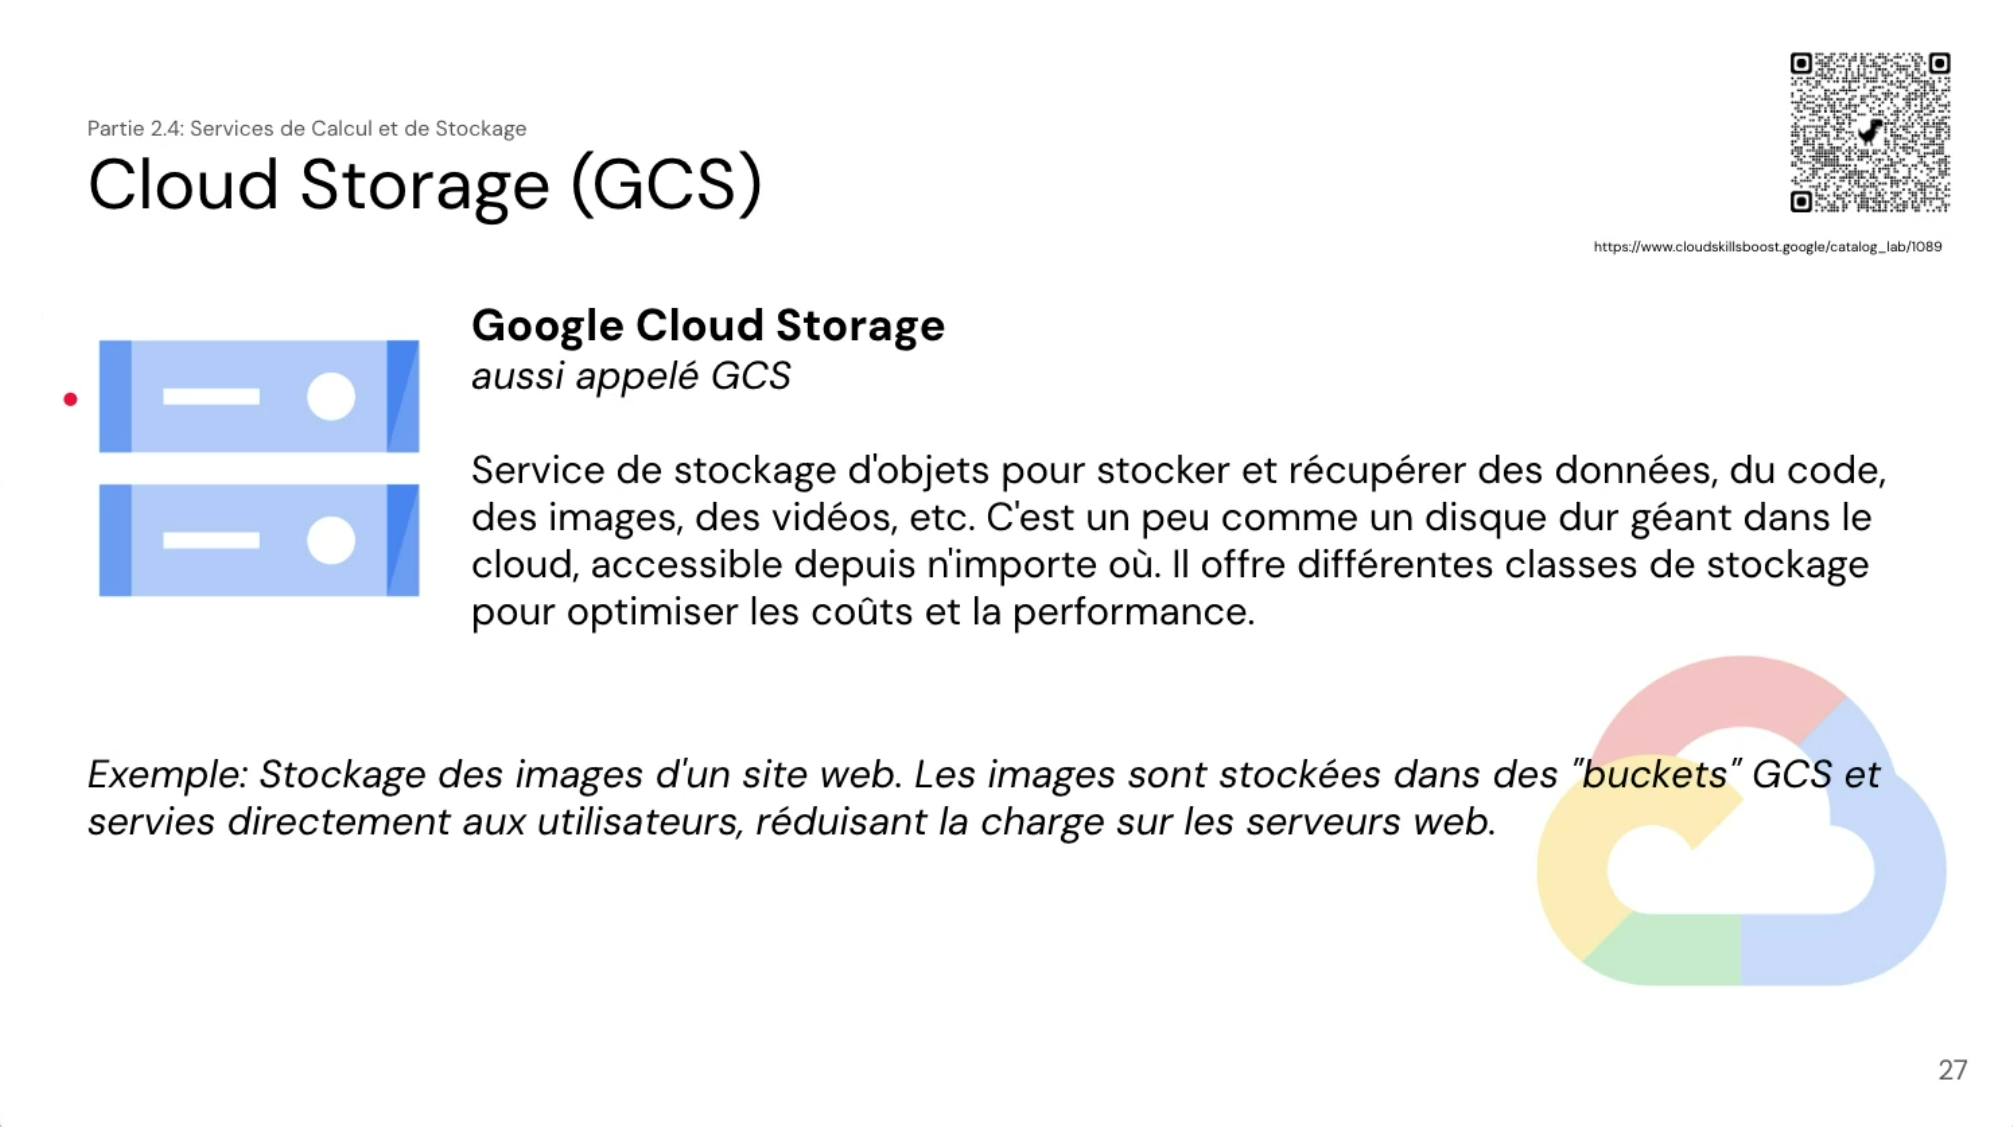 Partie 2.4: Services de Calcul et de Stockage
Cloud Storage (GCS)
https://www.cloudskillsboost.google/catalog_lab/1089
Google Cloud Storage
aussi appelé GCS
Service de stockage d'objets pour stocker et récupérer des données, du code,
des images, des vidéos, etc. C'est un peu comme un disque dur géant dans le
cloud, accessible depuis n'importe où. Il offre différentes classes de stockage
pour optimiser les coûts et la performance.
Exemple: Stockage des images d'un site web. Les images sont stockées dans des "buckets" GCS et
servies directement aux utilisateurs, réduisant la charge sur les serveurs web.
27